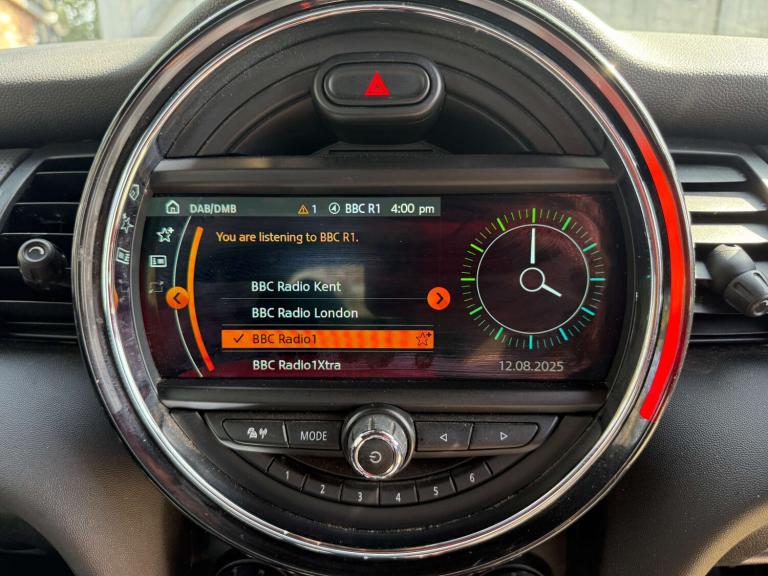 DAB/DMB 1 BBC R1 4:00 pm
You are listening to BBC R1.
BBC Radio Kent
BBC Radio London
BBC Radio1
BBC Radio1Xtra
12.08.2025
MODE
1 2 3 4 5 6